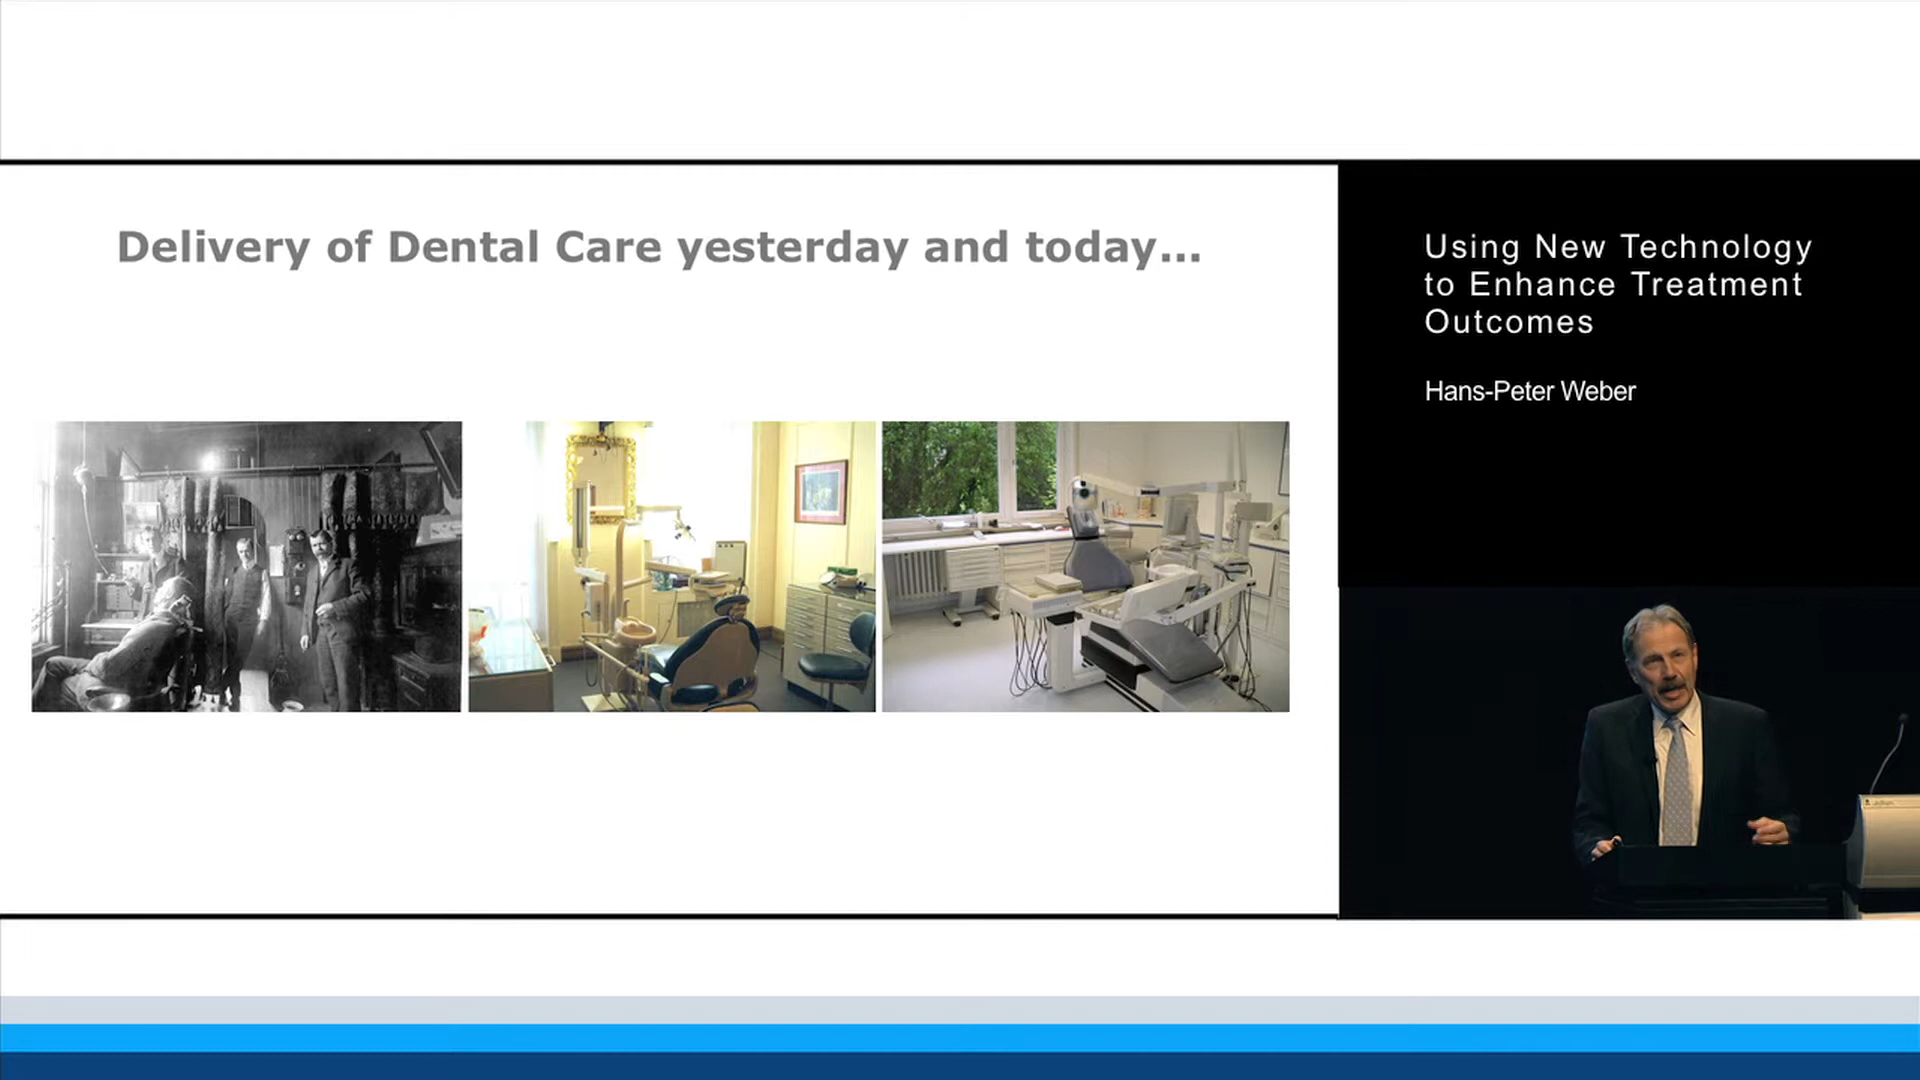 Delivery of Dental Care yesterday and today...
Using New Technology
to Enhance Treatment
Outcomes
Hans-Peter Weber